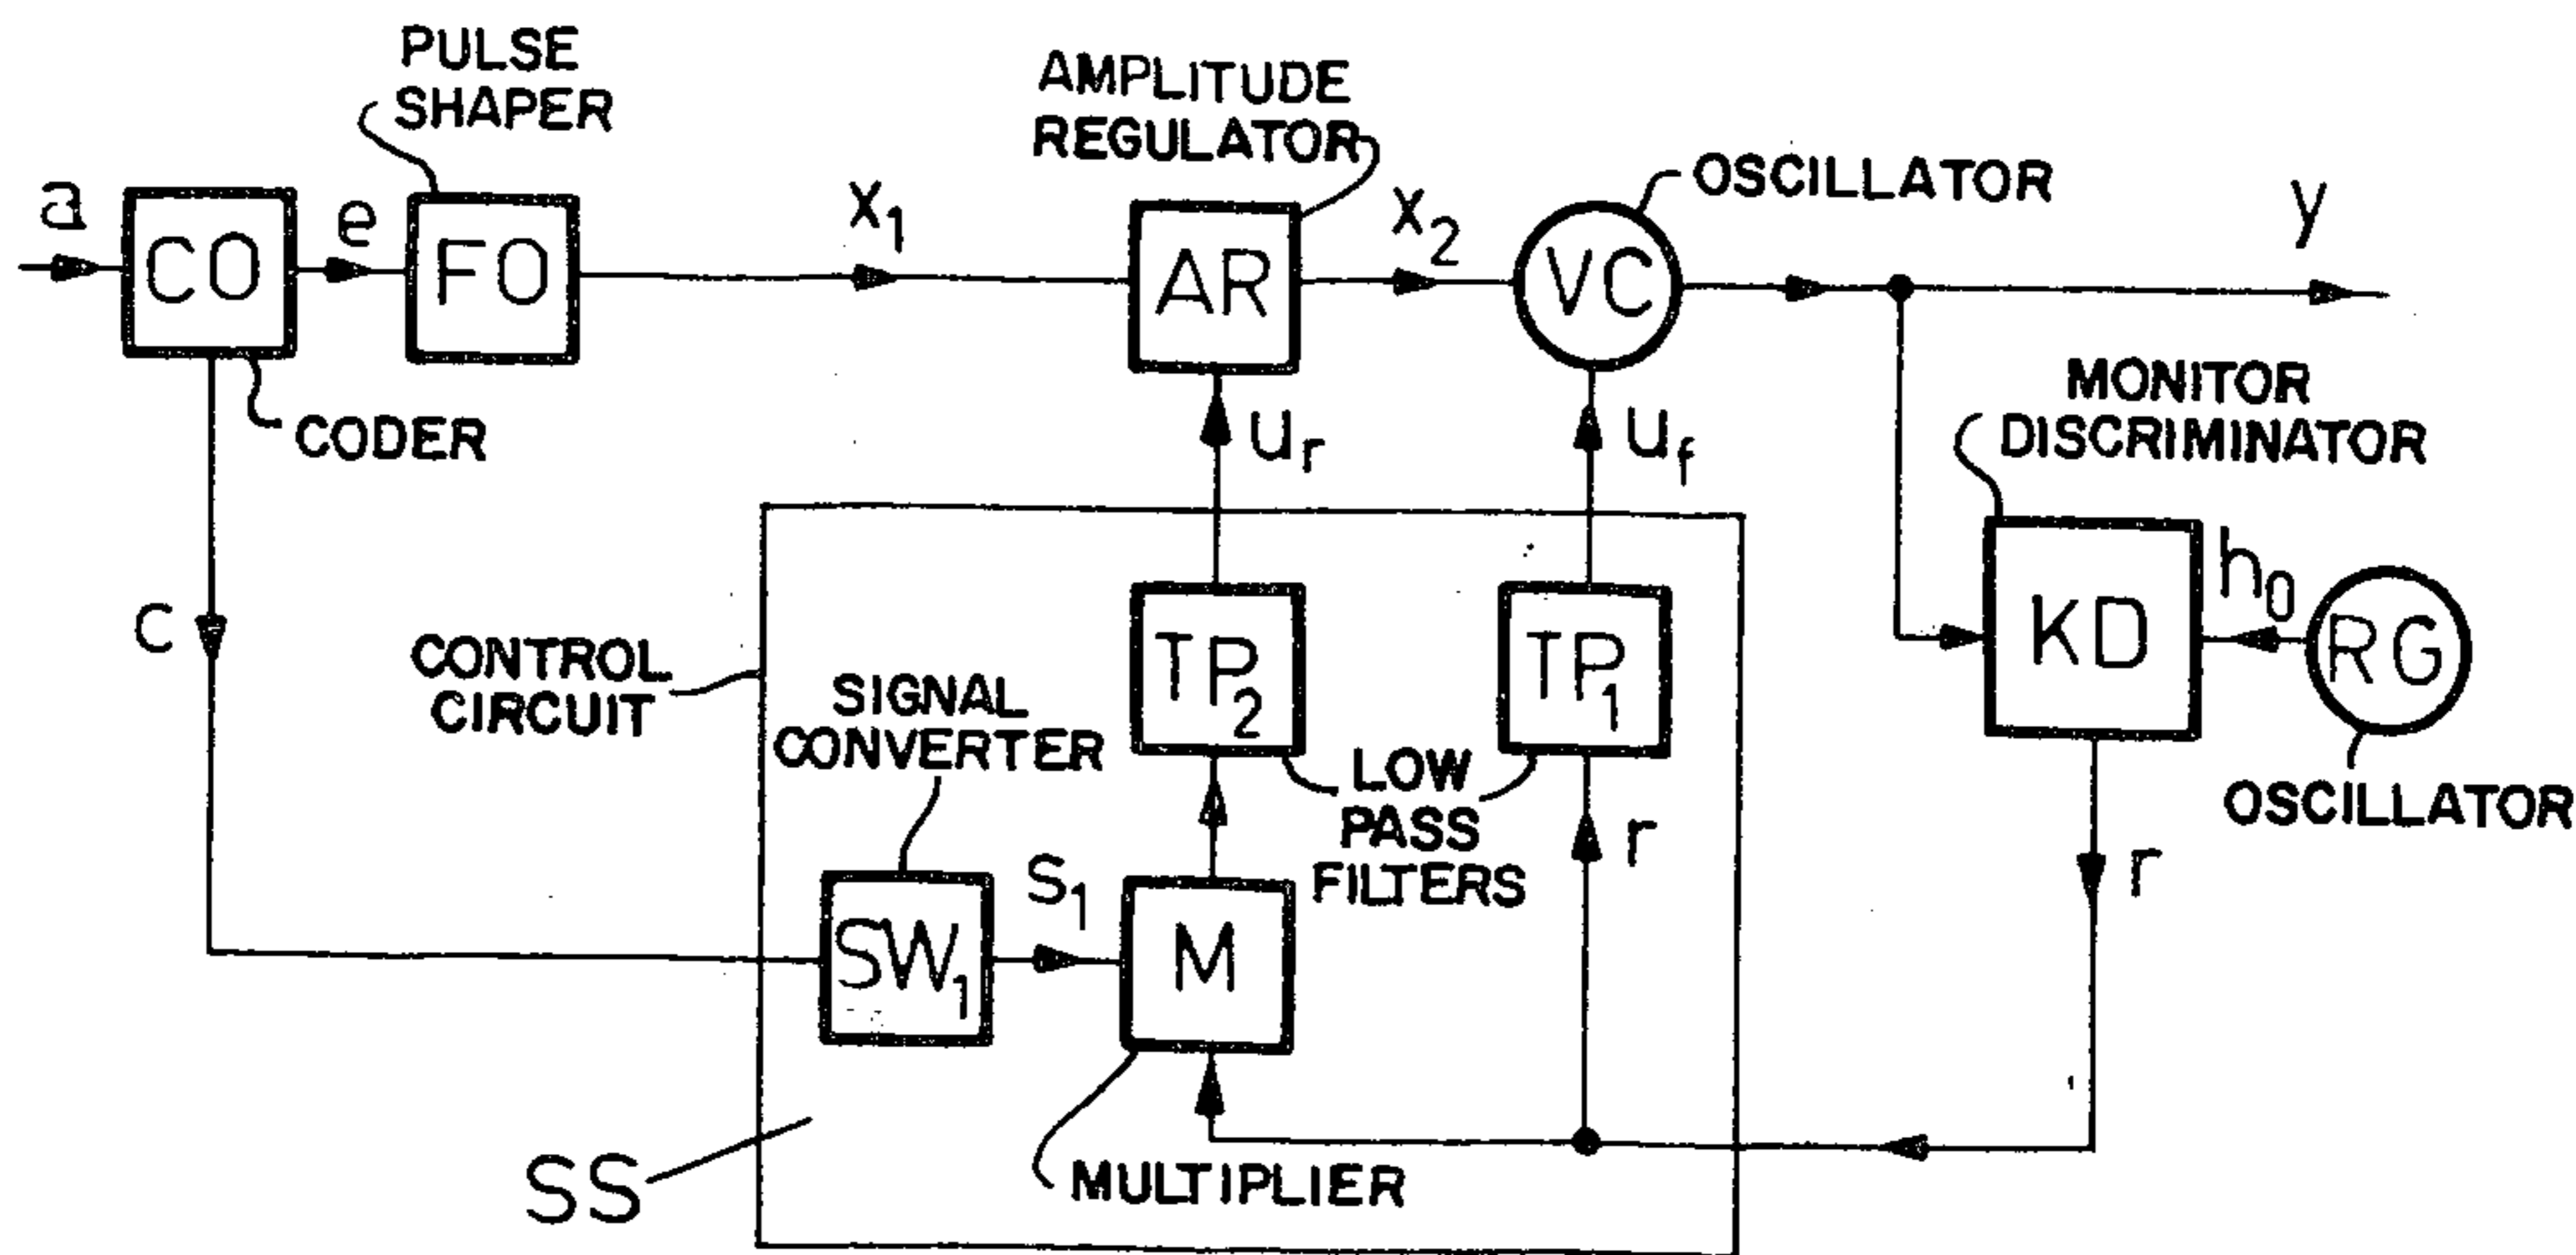 PULSE
SHAPER
AMPLITUDE
REGULATOR
OSCILLATOR
a
CO
e
FO
x₁
AR
x₂
VC
y
CODER
uᵣ
u_f
MONITOR
DISCRIMINATOR
c
CONTROL
CIRCUIT
SIGNAL
CONVERTER
TP₂
TP₁
KD
h₀
RG
LOW
PASS
FILTERS
OSCILLATOR
SW₁
s₁
M
r
r
SS
MULTIPLIER